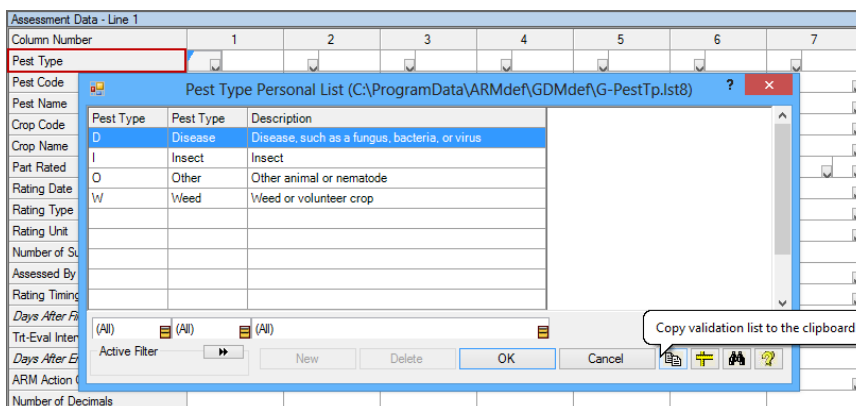 Assessment Data - Line 1
Column Number 1 2 3 4 5 6 7
Pest Type
Pest Code
Pest Name
Crop Code
Crop Name
Part Rated
Rating Date
Rating Type
Rating Unit
Number of Su
Assessed By
Rating Timing
Days After Fi
Trt-Eval Inter
Days After E
ARM Action
Number of Decimals
Pest Type Personal List (C:\ProgramData\ARMdef\GDMdef\G-PestTp.lst8) ? ×
Pest Type Pest Type Description
D Disease Disease, such as a fungus, bacteria, or virus
I Insect Insect
O Other Other animal or nematode
W Weed Weed or volunteer crop
(All) (All) (All)
Copy validation list to the clipboard
Active Filter New Delete OK Cancel